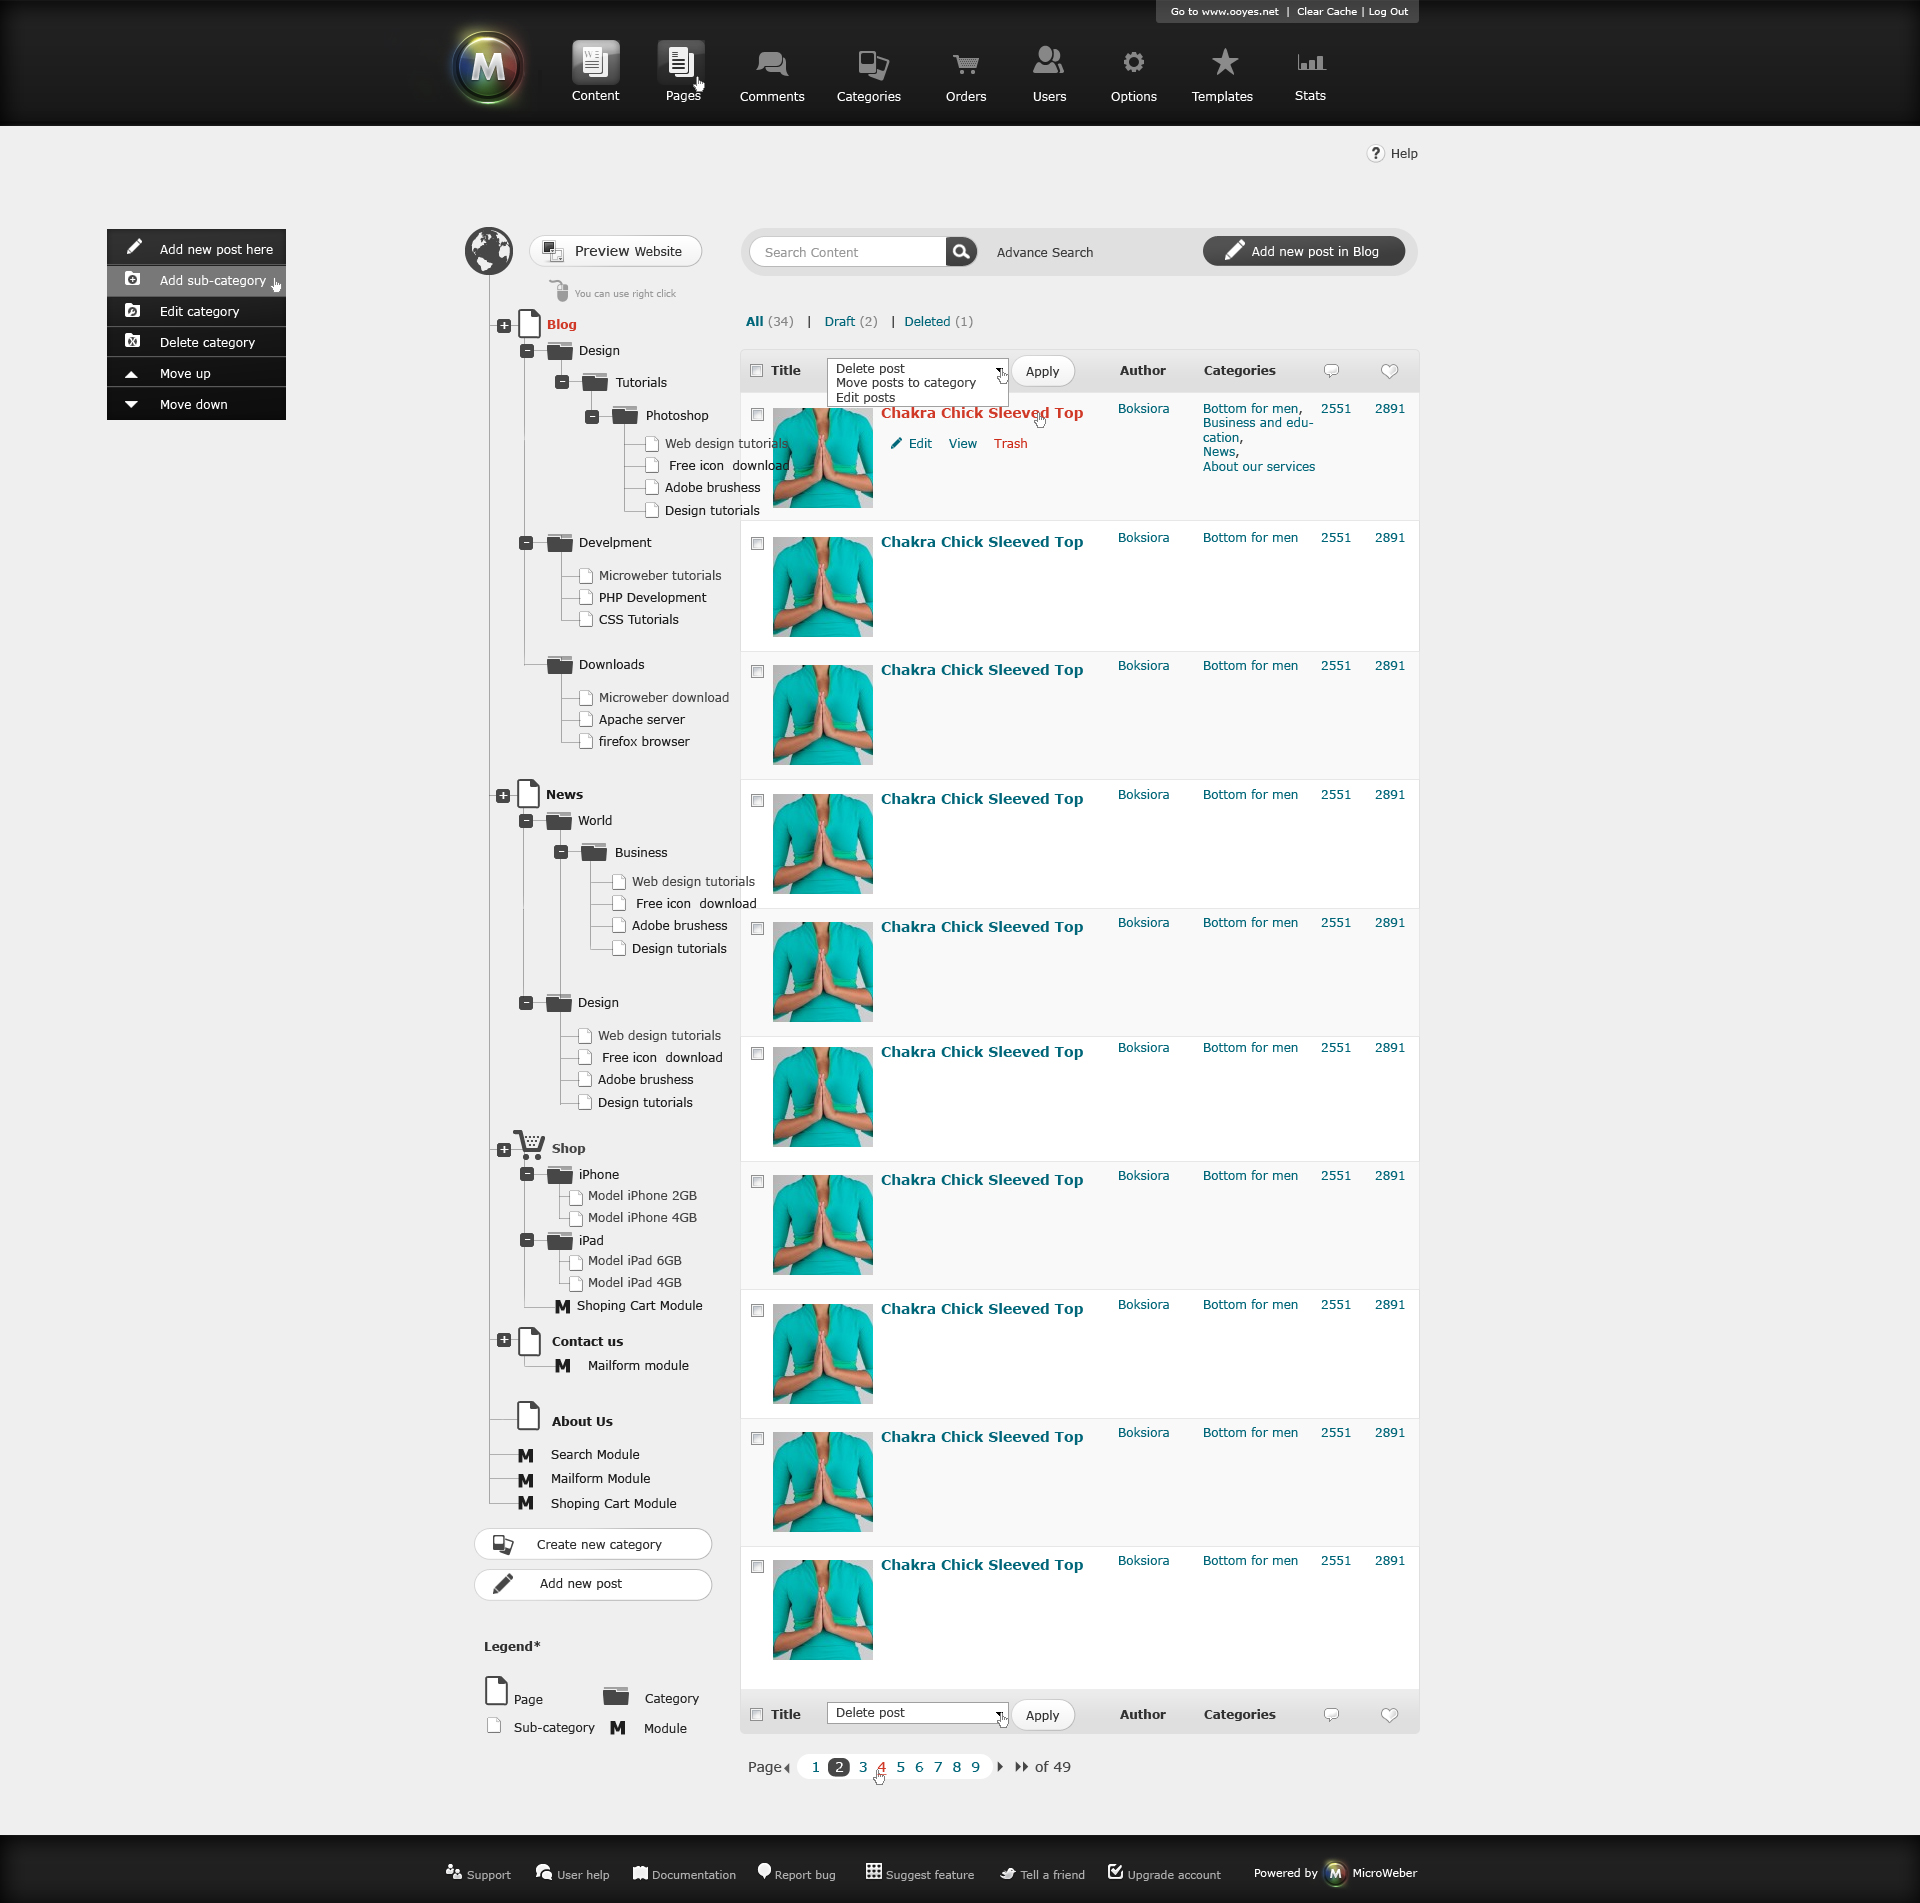 Go to www.ooyes.net | Clear Cache | Log Out
M
Content
Pages
Comments
Categories
Orders
Users
Options
Templates
Stats
? Help
Add new post here
Add sub-category
Edit category
Delete category
Move up
Move down
Preview Website
You can use right click
Search Content
Advance Search
Add new post in Blog
Blog
Design
Tutorials
Photoshop
Web design tutorials
Free icon download
Adobe brushess
Design tutorials
Develpment
Microweber tutorials
PHP Development
CSS Tutorials
Downloads
Microweber download
Apache server
firefox browser
News
World
Business
Web design tutorials
Free icon download
Adobe brushess
Design tutorials
Design
Web design tutorials
Free icon download
Adobe brushess
Design tutorials
Shop
iPhone
Model iPhone 2GB
Model iPhone 4GB
iPad
Model iPad 6GB
Model iPad 4GB
M Shoping Cart Module
Contact us
M Mailform module
About Us
M Search Module
M Mailform Module
M Shoping Cart Module
Create new category
Add new post
Legend*
Page
Category
Sub-category
M Module
All (34) | Draft (2) | Deleted (1)
Title
Delete post
Move posts to category
Edit posts
Apply
Author
Categories
Chakra Chick Sleeved Top
Edit View Trash
Boksiora
Bottom for men,
Business and edu-
cation,
News,
About our services
2551
2891
Chakra Chick Sleeved Top Boksiora Bottom for men 2551 2891
Chakra Chick Sleeved Top Boksiora Bottom for men 2551 2891
Chakra Chick Sleeved Top Boksiora Bottom for men 2551 2891
Chakra Chick Sleeved Top Boksiora Bottom for men 2551 2891
Chakra Chick Sleeved Top Boksiora Bottom for men 2551 2891
Chakra Chick Sleeved Top Boksiora Bottom for men 2551 2891
Chakra Chick Sleeved Top Boksiora Bottom for men 2551 2891
Chakra Chick Sleeved Top Boksiora Bottom for men 2551 2891
Chakra Chick Sleeved Top Boksiora Bottom for men 2551 2891
Title
Delete post
Apply
Author
Categories
Page 1 2 3 4 5 6 7 8 9 of 49
Support
User help
Documentation
Report bug
Suggest feature
Tell a friend
Upgrade account
Powered by M MicroWeber